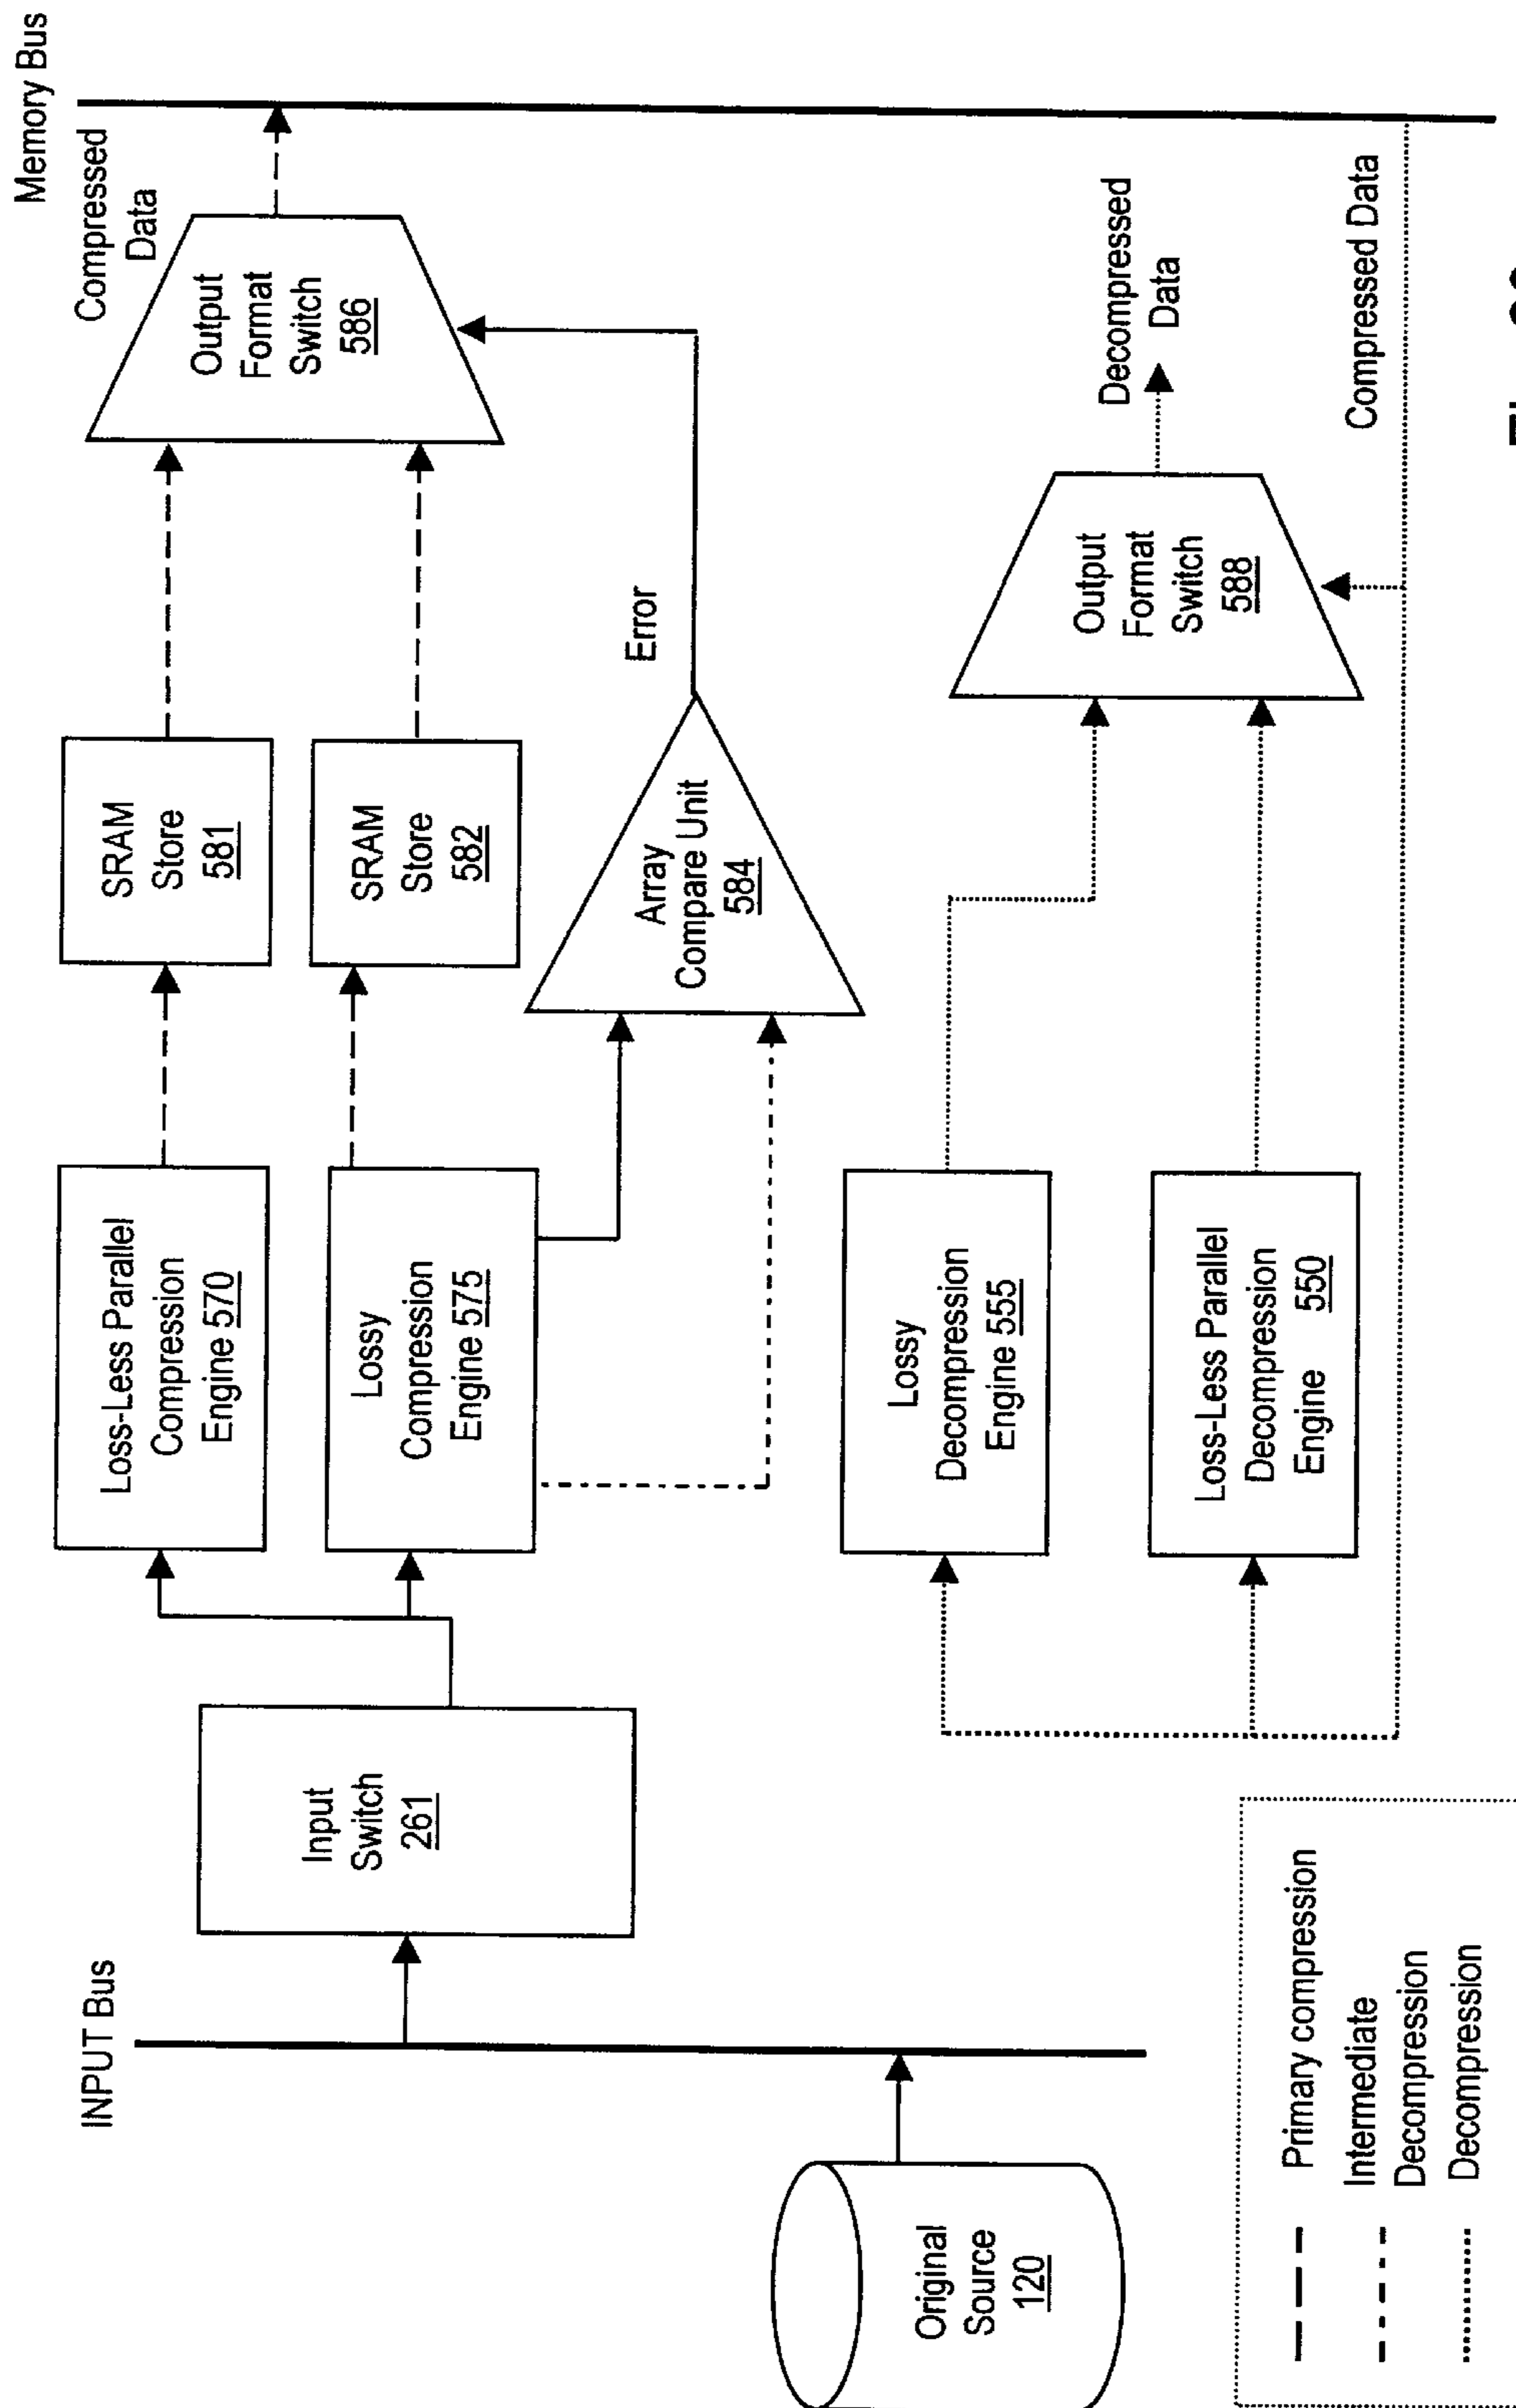 Memory Bus
Compressed
Data
Output
Format
Switch
586
SRAM
Store
581
SRAM
Store
582
Error
Array
Compare Unit
584
Loss-Less Parallel
Compression
Engine 570
Lossy
Compression
Engine 575
Input
Switch
261
INPUT Bus
Original
Source
120
Decompressed
Data
Output
Format
Switch
588
Compressed Data
Lossy
Decompression
Engine 555
Loss-Less Parallel
Decompression
Engine 550
Primary compression
Intermediate
Decompression
Decompression